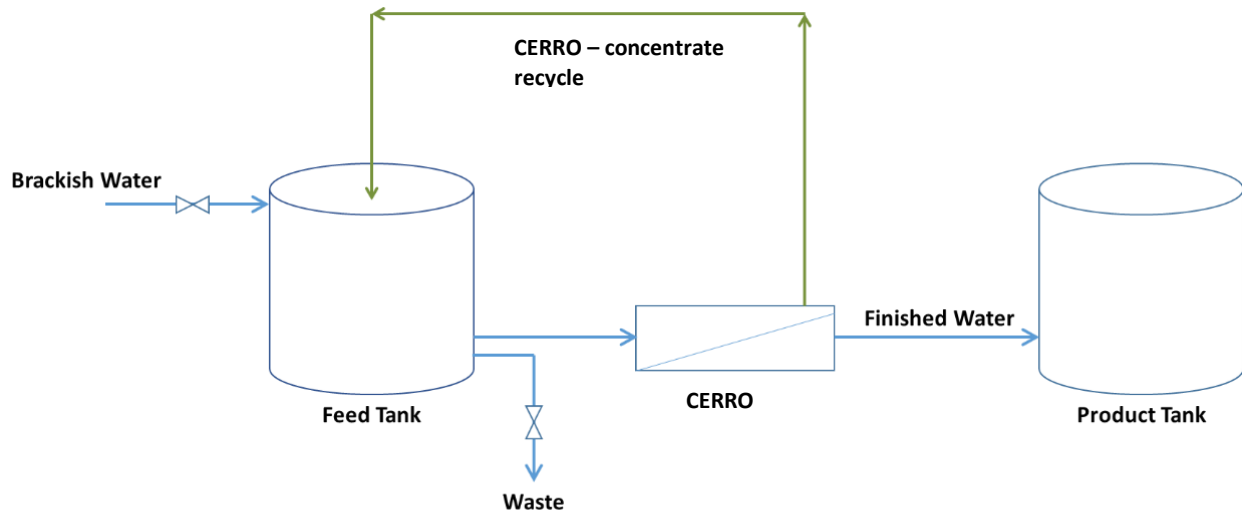 CERRO – concentrate
recycle
Brackish Water
Finished Water
Feed Tank
CERRO
Product Tank
Waste